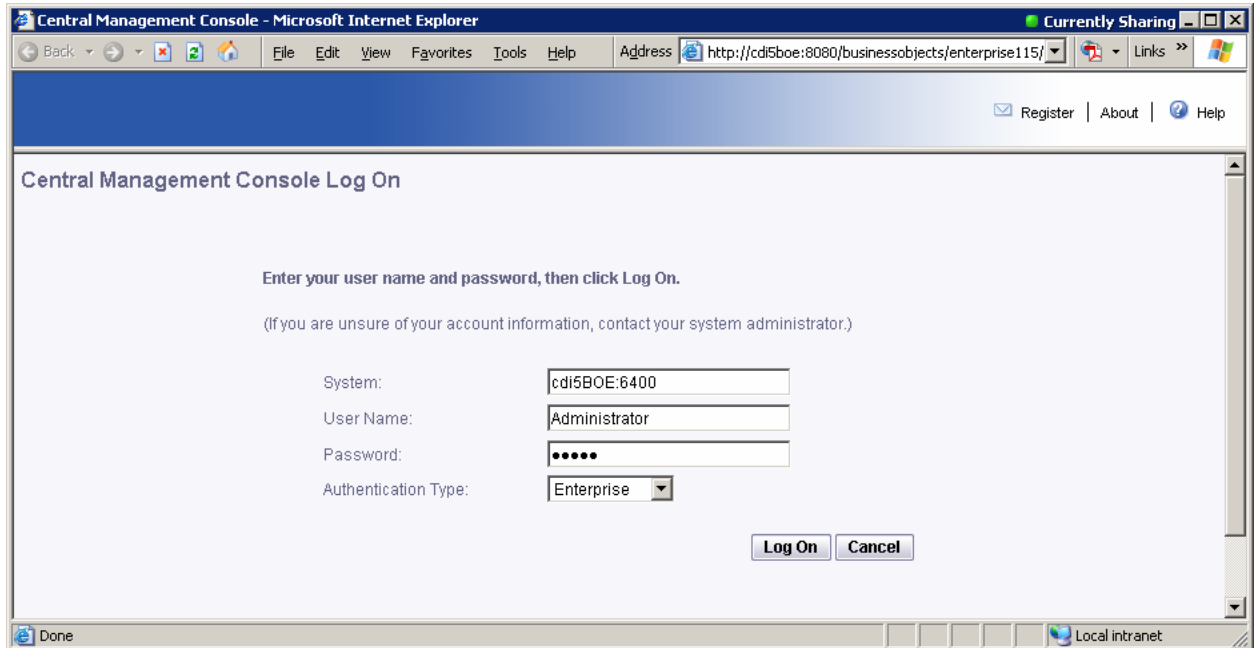 Central Management Console - Microsoft Internet Explorer Currently Sharing
Back File Edit View Favorites Tools Help Address http://cdi5boe:8080/businessobjects/enterprise115/ Links »
Register | About | Help
Central Management Console Log On
Enter your user name and password, then click Log On.
(If you are unsure of your account information, contact your system administrator.)
System: cdi5BOE:6400
User Name: Administrator
Password: •••••
Authentication Type: Enterprise
Log On Cancel
Done Local intranet